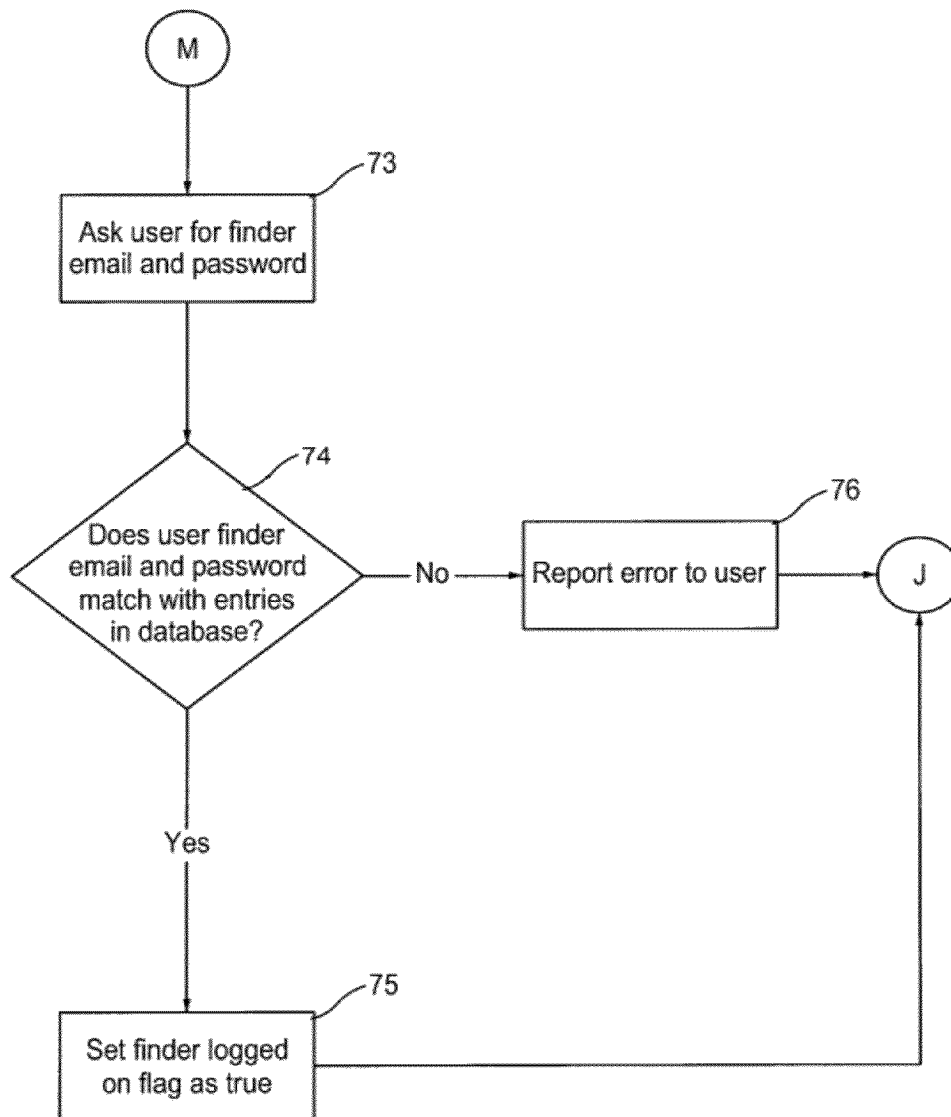 M
73
Ask user for finder
email and password
74
Does user finder
email and password
match with entries
in database?
No
76
Report error to user
J
Yes
75
Set finder logged
on flag as true